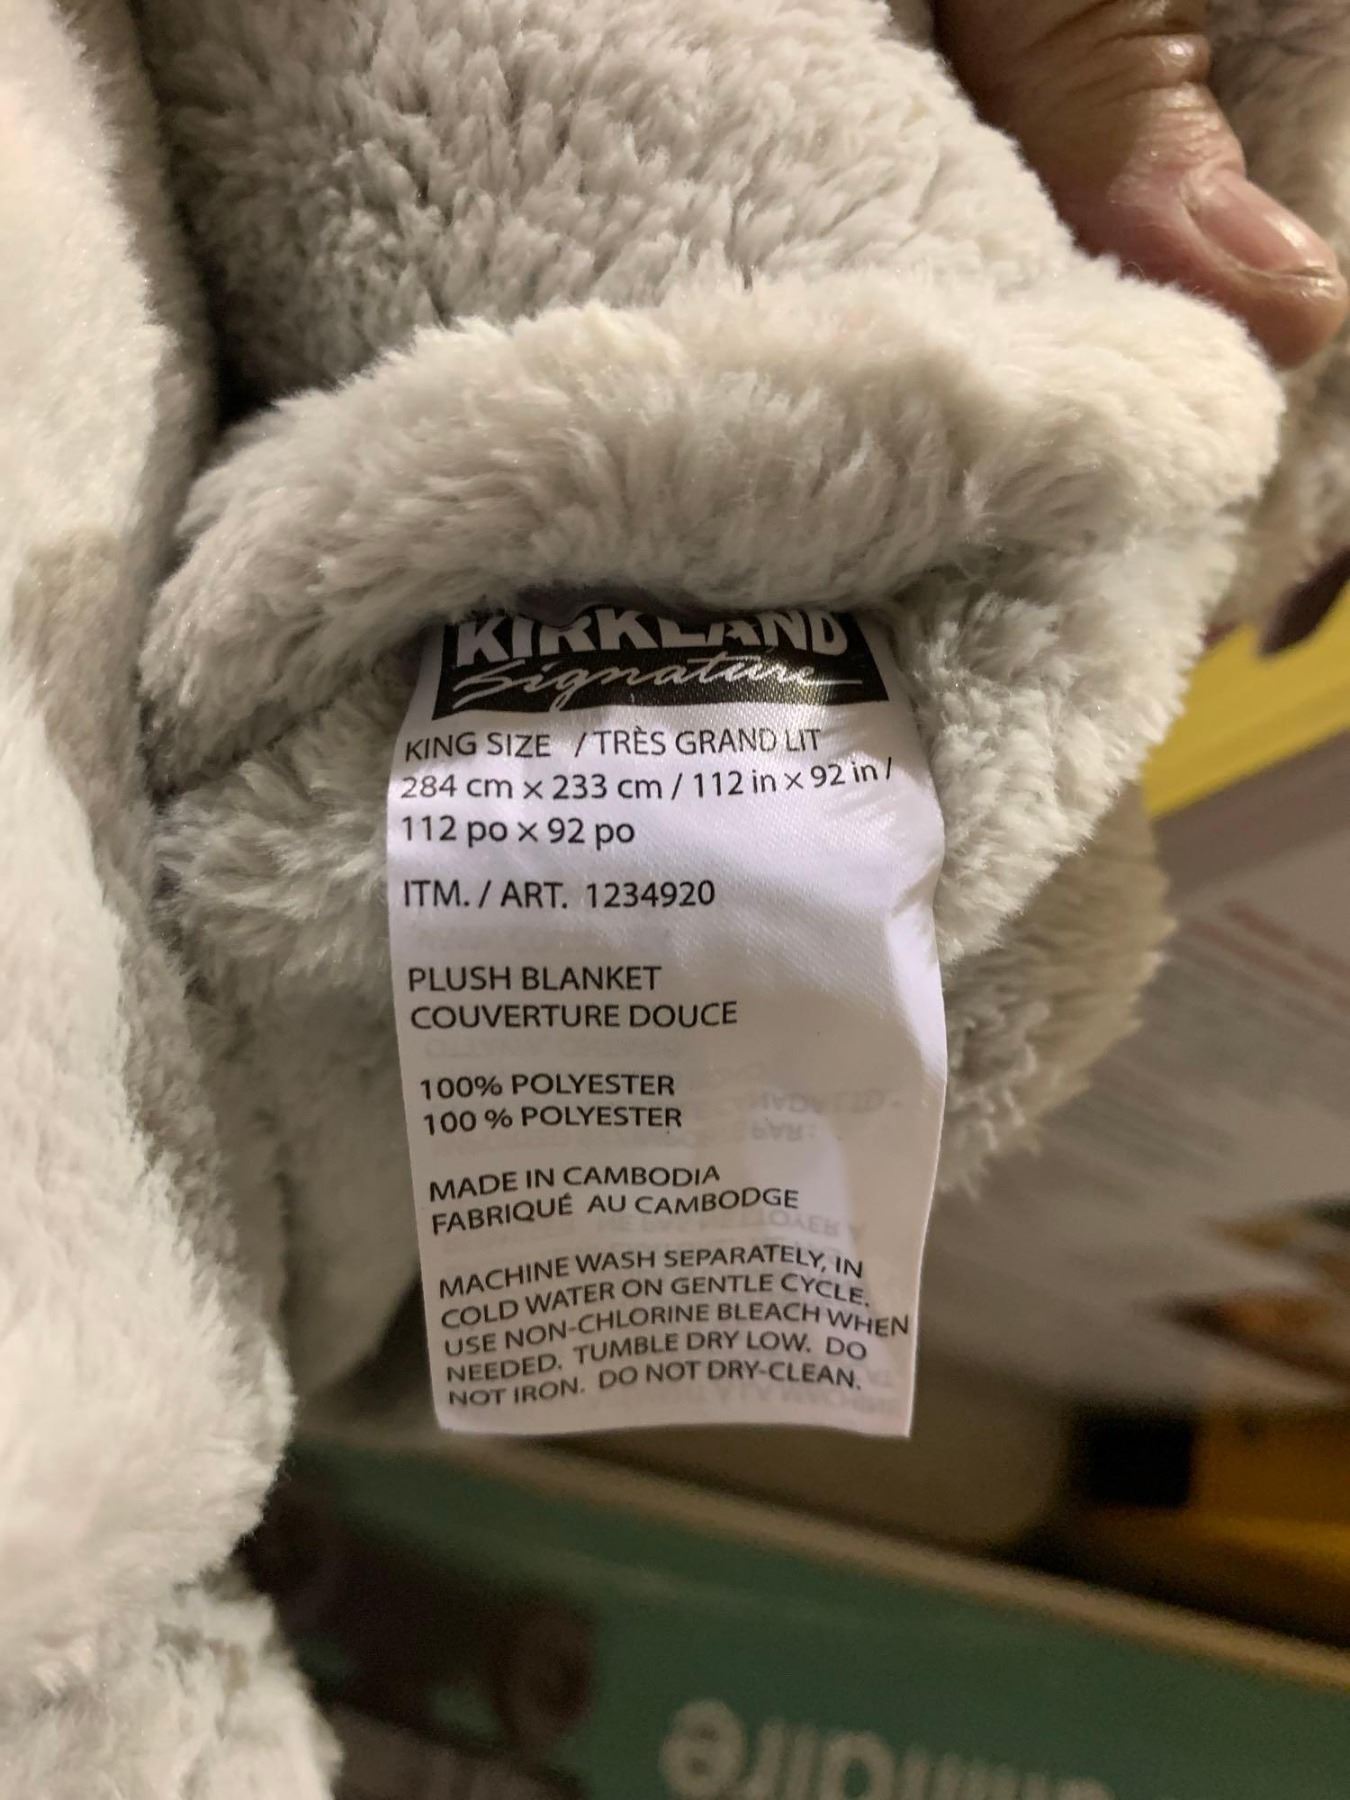 KIRKLAND
Signature
KING SIZE / TRÈS GRAND LIT
284 cm x 233 cm / 112 in x 92 in /
112 po x 92 po
ITM. / ART. 1234920
PLUSH BLANKET
COUVERTURE DOUCE
100% POLYESTER
100 % POLYESTER
MADE IN CAMBODIA
FABRIQUÉ AU CAMBODGE
MACHINE WASH SEPARATELY, IN
COLD WATER ON GENTLE CYCLE.
USE NON-CHLORINE BLEACH WHEN
NEEDED. TUMBLE DRY LOW. DO
NOT IRON. DO NOT DRY-CLEAN.